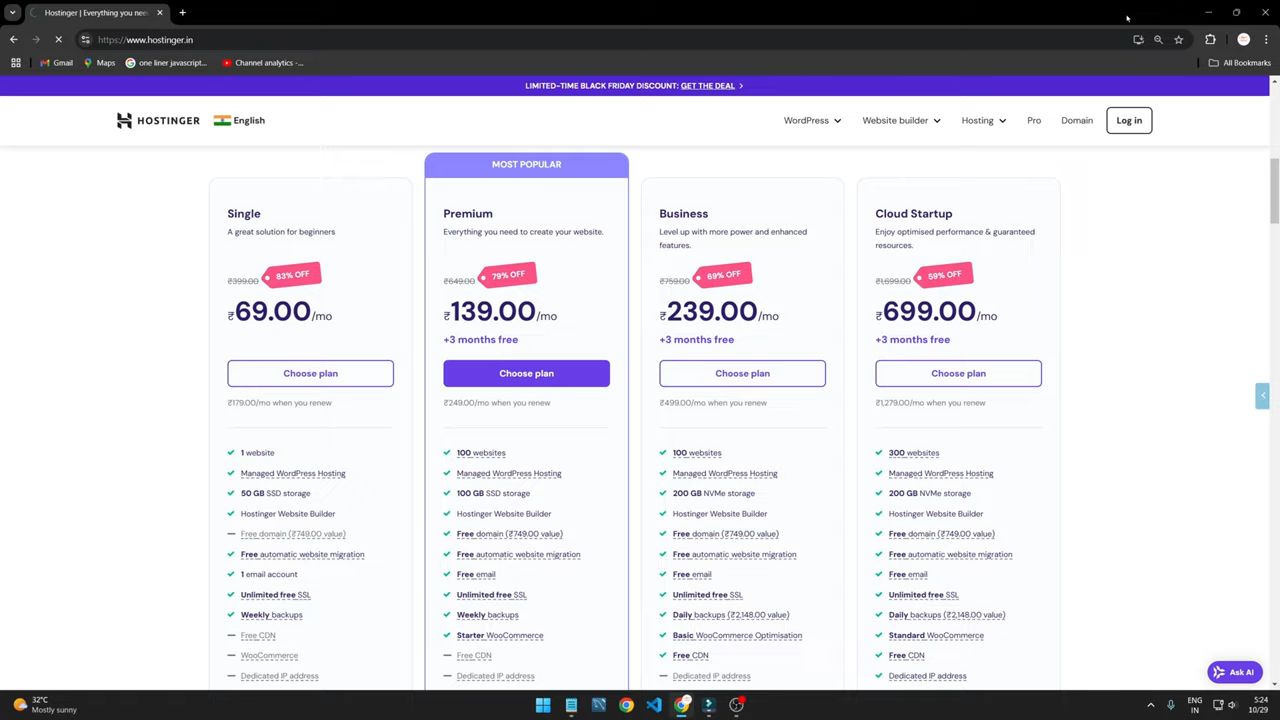 Hostinger | Everything you nee
https://www.hostinger.in
Gmail
Maps
one liner javascript...
Channel analytics -...
All Bookmarks
LIMITED-TIME BLACK FRIDAY DISCOUNT: GET THE DEAL
HOSTINGER
English
WordPress
Website builder
Hosting
Pro
Domain
Log in
MOST POPULAR
Single
A great solution for beginners
₹399.00
83% OFF
₹69.00/mo
Choose plan
₹179.00/mo when you renew
1 website
Managed WordPress Hosting
50 GB SSD storage
Hostinger Website Builder
Free domain (₹749.00 value)
Free automatic website migration
1 email account
Unlimited free SSL
Weekly backups
Free CDN
WooCommerce
Dedicated IP address
Premium
Everything you need to create your website.
₹649.00
79% OFF
₹139.00/mo
+3 months free
Choose plan
₹249.00/mo when you renew
100 websites
Managed WordPress Hosting
100 GB SSD storage
Hostinger Website Builder
Free domain (₹749.00 value)
Free automatic website migration
Free email
Unlimited free SSL
Weekly backups
Starter WooCommerce
Free CDN
Dedicated IP address
Business
Level up with more power and enhanced
features.
₹759.00
69% OFF
₹239.00/mo
+3 months free
Choose plan
₹499.00/mo when you renew
100 websites
Managed WordPress Hosting
200 GB NVMe storage
Hostinger Website Builder
Free domain (₹749.00 value)
Free automatic website migration
Free email
Unlimited free SSL
Daily backups (₹2,148.00 value)
Basic WooCommerce Optimisation
Free CDN
Dedicated IP address
Cloud Startup
Enjoy optimised performance & guaranteed
resources.
₹1,699.00
59% OFF
₹699.00/mo
+3 months free
Choose plan
₹1,279.00/mo when you renew
300 websites
Managed WordPress Hosting
200 GB NVMe storage
Hostinger Website Builder
Free domain (₹749.00 value)
Free automatic website migration
Free email
Unlimited free SSL
Daily backups (₹2,148.00 value)
Standard WooCommerce
Free CDN
Dedicated IP address
Ask AI
32°C
Mostly sunny
ENG
IN
5:24
10/29